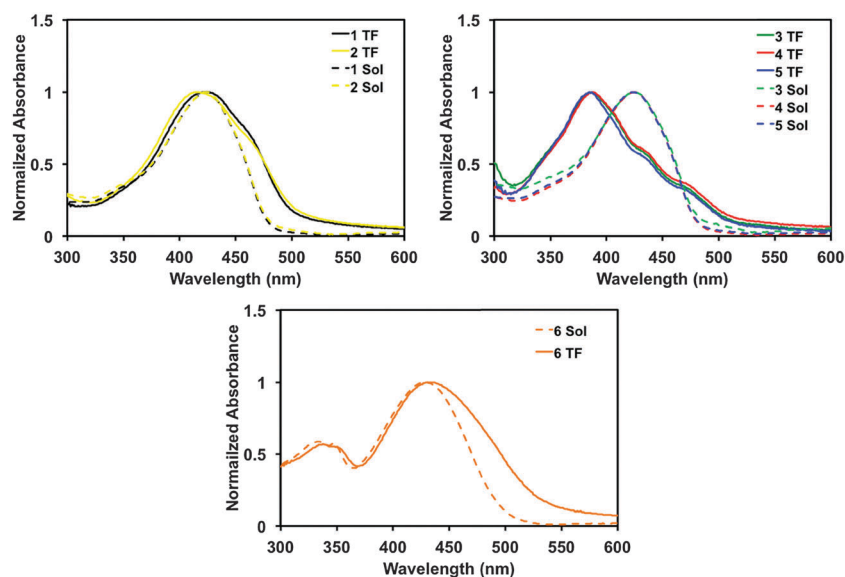 1.5
1
0.5
0
300
350
400
450
500
550
600
Normailzed Absorbance
Wavelength (nm)
1 TF
2 TF
1 Sol
2 Sol
1.5
1
0.5
0
300
350
400
450
500
550
600
Normailzed Absorbance
Wavelength (nm)
3 TF
4 TF
5 TF
3 Sol
4 Sol
5 Sol
1.5
1
0.5
0
300
350
400
450
500
550
600
Normailzed Absorbance
Wavelength (nm)
6 Sol
6 TF